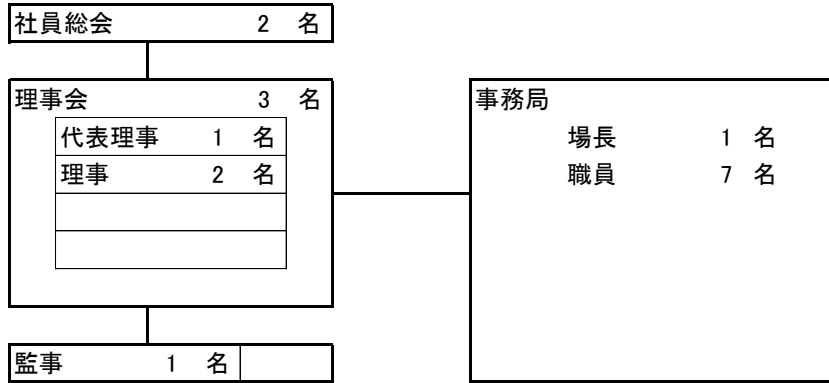 社員総会 2 名
理事会 3 名
代表理事 1 名
理事 2 名
監事 1 名
事務局
場長 1 名
職員 7 名